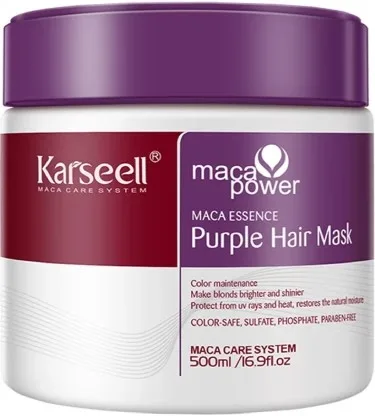 Karseell®
MACA CARE SYSTEM
maca
power
MACA ESSENCE
Purple Hair Mask
Color maintenance
Make blonds brighter and shinier
Protect from uv rays and heat, restores the natural moisture
COLOR-SAFE, SULFATE, PHOSPHATE, PARABEN-FREE
MACA CARE SYSTEM
500ml /16.9fl.oz